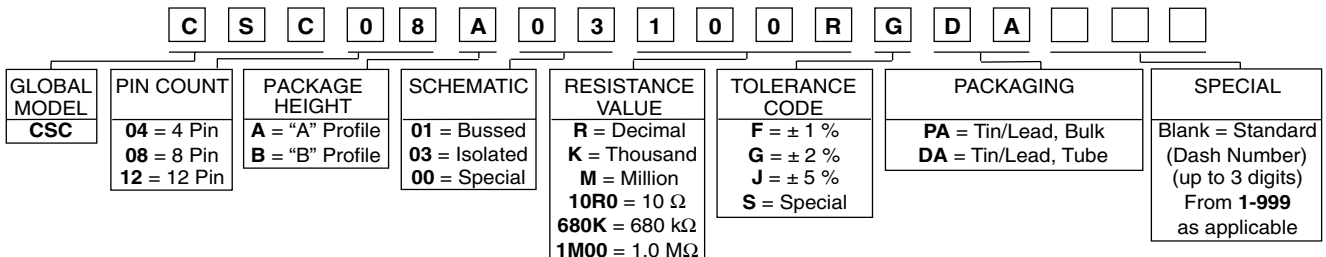 C S C 0 8 A 0 3 1 0 0 R G D A
GLOBAL
MODEL
CSC
PIN COUNT
04 = 4 Pin
08 = 8 Pin
12 = 12 Pin
PACKAGE
HEIGHT
A = “A” Profile
B = “B” Profile
SCHEMATIC
01 = Bussed
03 = Isolated
00 = Special
RESISTANCE
VALUE
R = Decimal
K = Thousand
M = Million
10R0 = 10 Ω
680K = 680 kΩ
1M00 = 1.0 MΩ
TOLERANCE
CODE
F = ± 1 %
G = ± 2 %
J = ± 5 %
S = Special
PACKAGING
PA = Tin/Lead, Bulk
DA = Tin/Lead, Tube
SPECIAL
Blank = Standard
(Dash Number)
(up to 3 digits)
From 1-999
as applicable